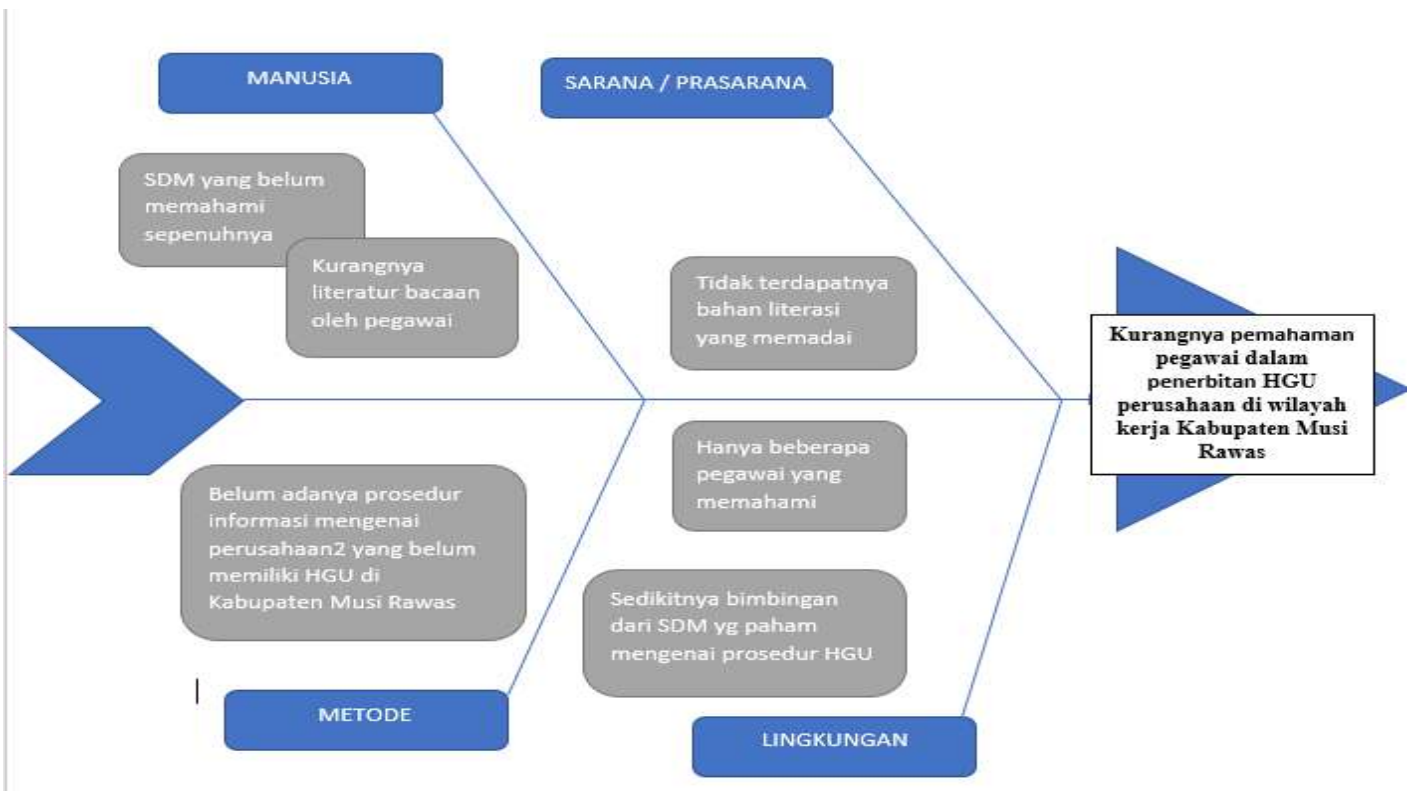 MANUSIA
SARANA / PRASARANA
SDM yang belum
memahami
sepenuhnya
Kurangnya
literatur bacaan
oleh pegawai
Tidak terdapatnya
bahan literasi
yang memadai
Kurangnya pemahaman
pegawai dalam
penerbitan HGU
perusahaan di wilayah
kerja Kabupaten Musi
Rawas
Belum adanya prosedur
informasi mengenai
perusahaan2 yang belum
memiliki HGU di
Kabupaten Musi Rawas
Hanya beberapa
pegawai yang
memahami
Sedikitnya bimbingan
dari SDM yg paham
mengenai prosedur HGU
METODE
LINGKUNGAN